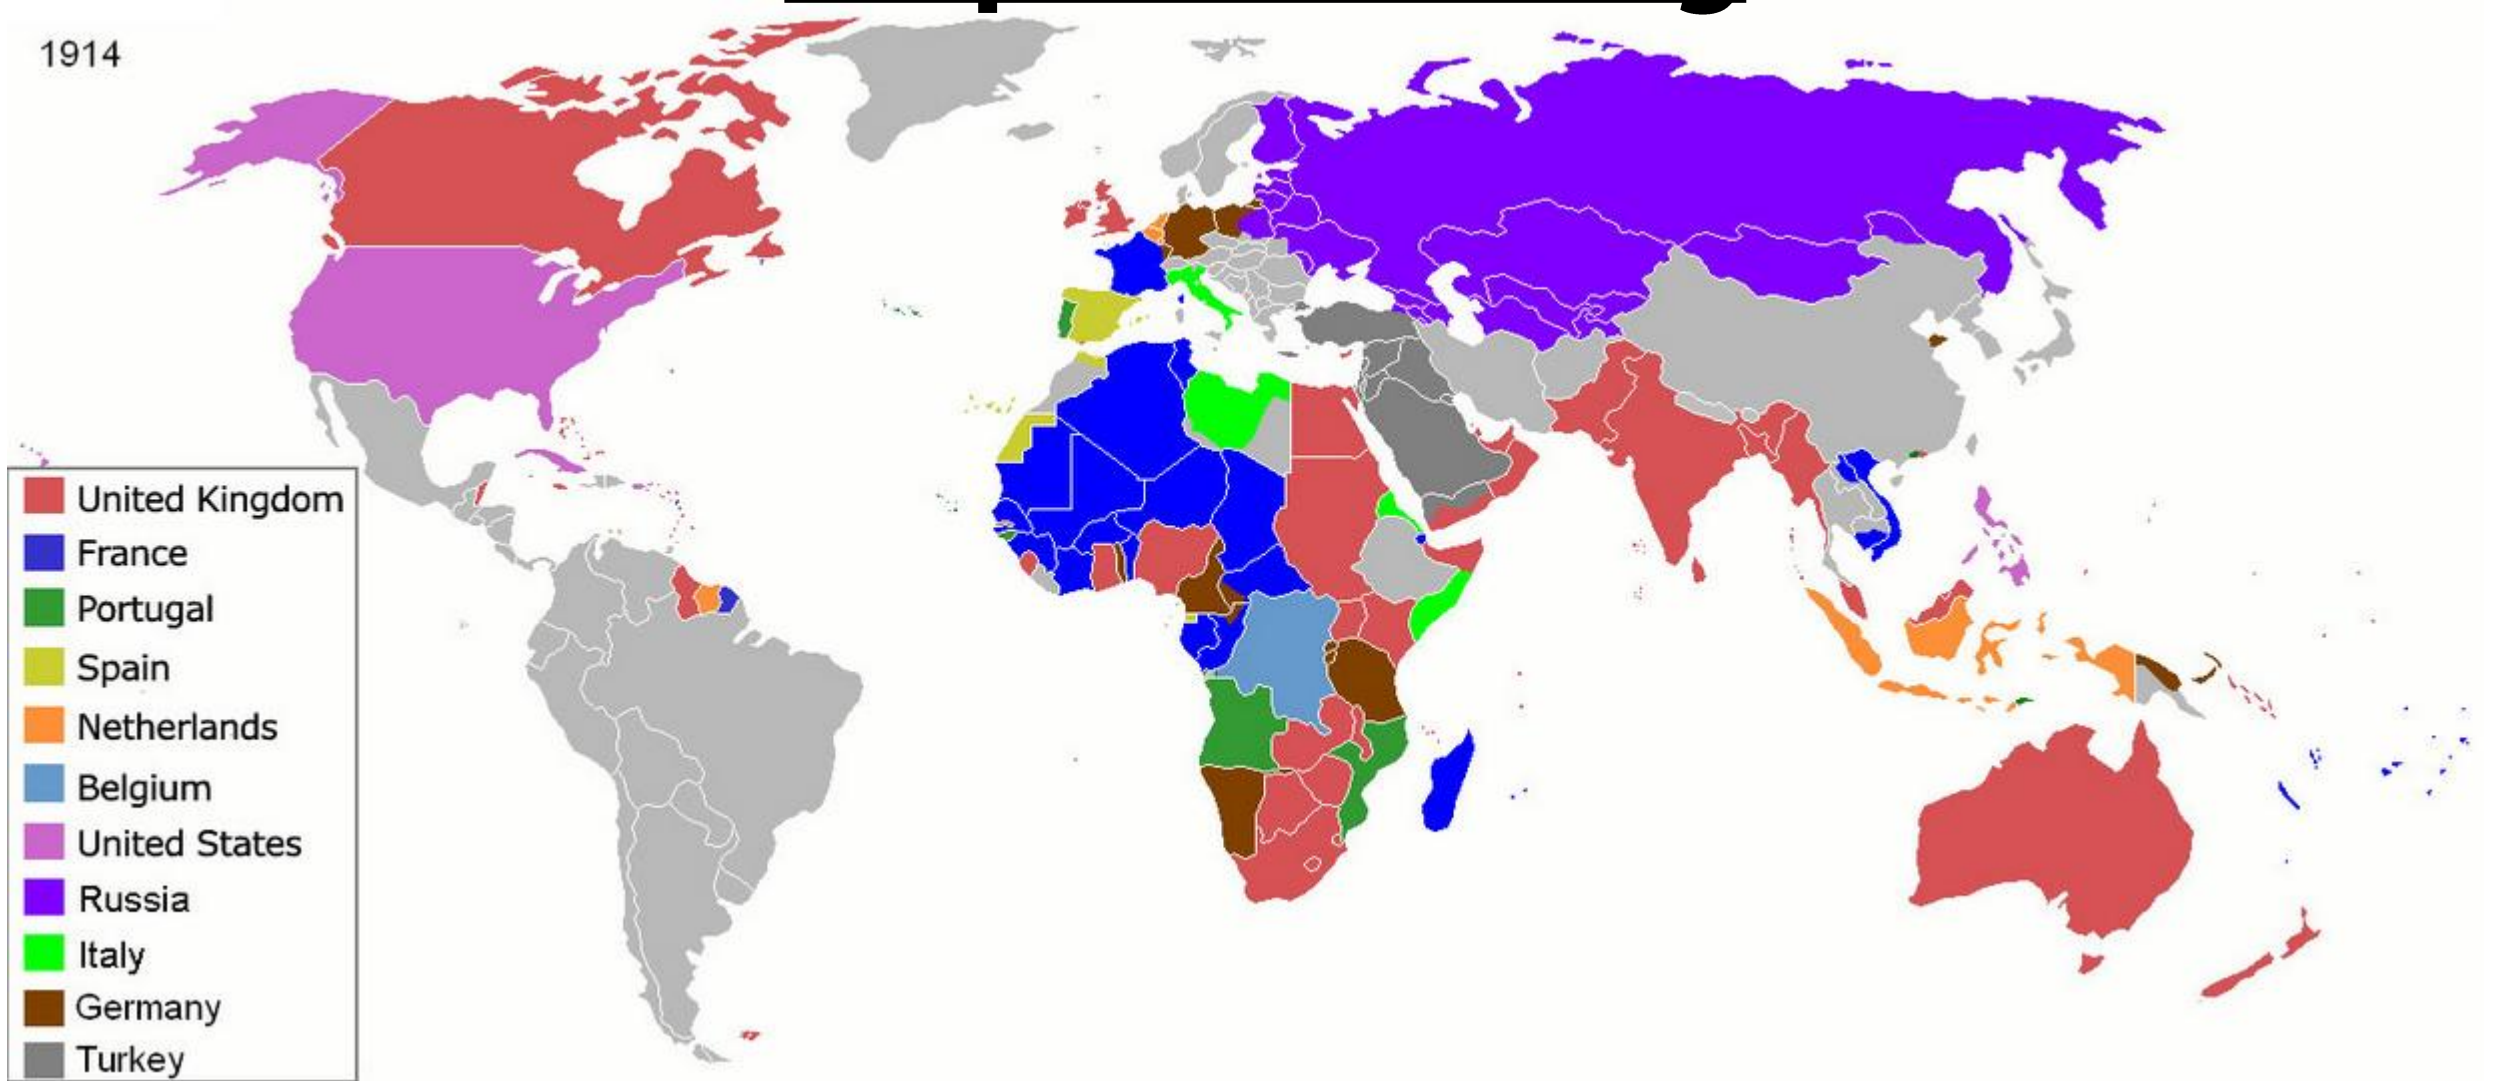 1914
United Kingdom
France
Portugal
Spain
Netherlands
Belgium
United States
Russia
Italy
Germany
Turkey